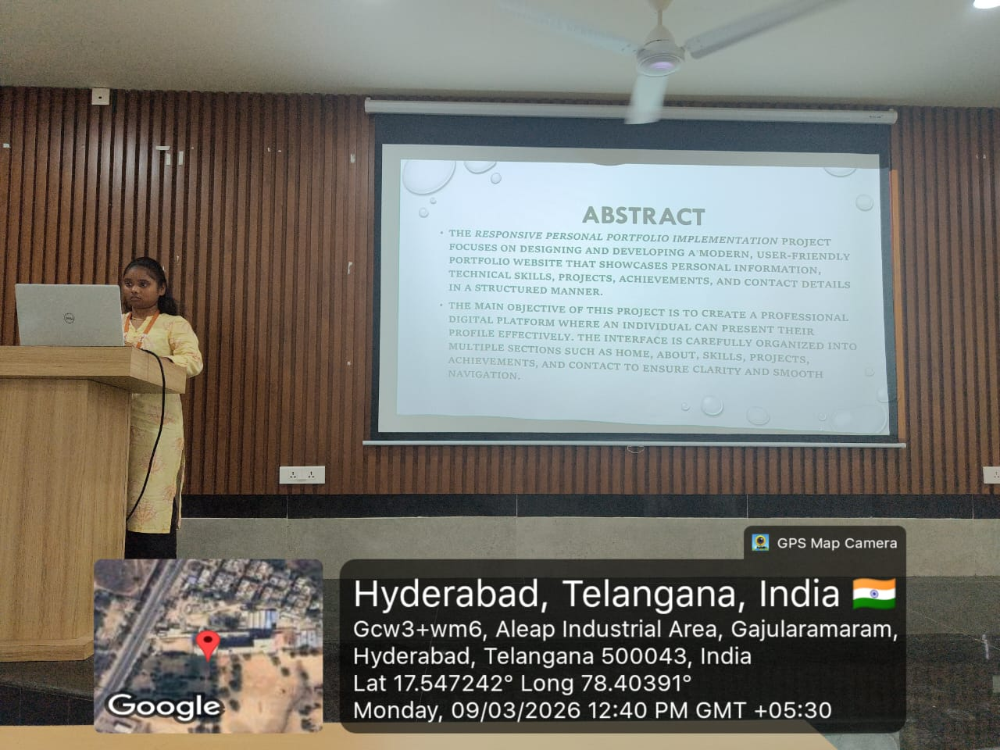 ABSTRACT
• THE RESPONSIVE PERSONAL PORTFOLIO IMPLEMENTATION PROJECT
FOCUSES ON DESIGNING AND DEVELOPING A MODERN, USER-FRIENDLY
PORTFOLIO WEBSITE THAT SHOWCASES PERSONAL INFORMATION,
TECHNICAL SKILLS, PROJECTS, ACHIEVEMENTS, AND CONTACT DETAILS
IN A STRUCTURED MANNER.
• THE MAIN OBJECTIVE OF THIS PROJECT IS TO CREATE A PROFESSIONAL
DIGITAL PLATFORM WHERE AN INDIVIDUAL CAN PRESENT THEIR
PROFILE EFFECTIVELY. THE INTERFACE IS CAREFULLY ORGANIZED INTO
MULTIPLE SECTIONS SUCH AS HOME, ABOUT, SKILLS, PROJECTS,
ACHIEVEMENTS, AND CONTACT TO ENSURE CLARITY AND SMOOTH
NAVIGATION.
DELL
GPS Map Camera
Hyderabad, Telangana, India
Gcw3+wm6, Aleap Industrial Area, Gajularamaram,
Hyderabad, Telangana 500043, India
Lat 17.547242° Long 78.40391°
Monday, 09/03/2026 12:40 PM GMT +05:30
Google